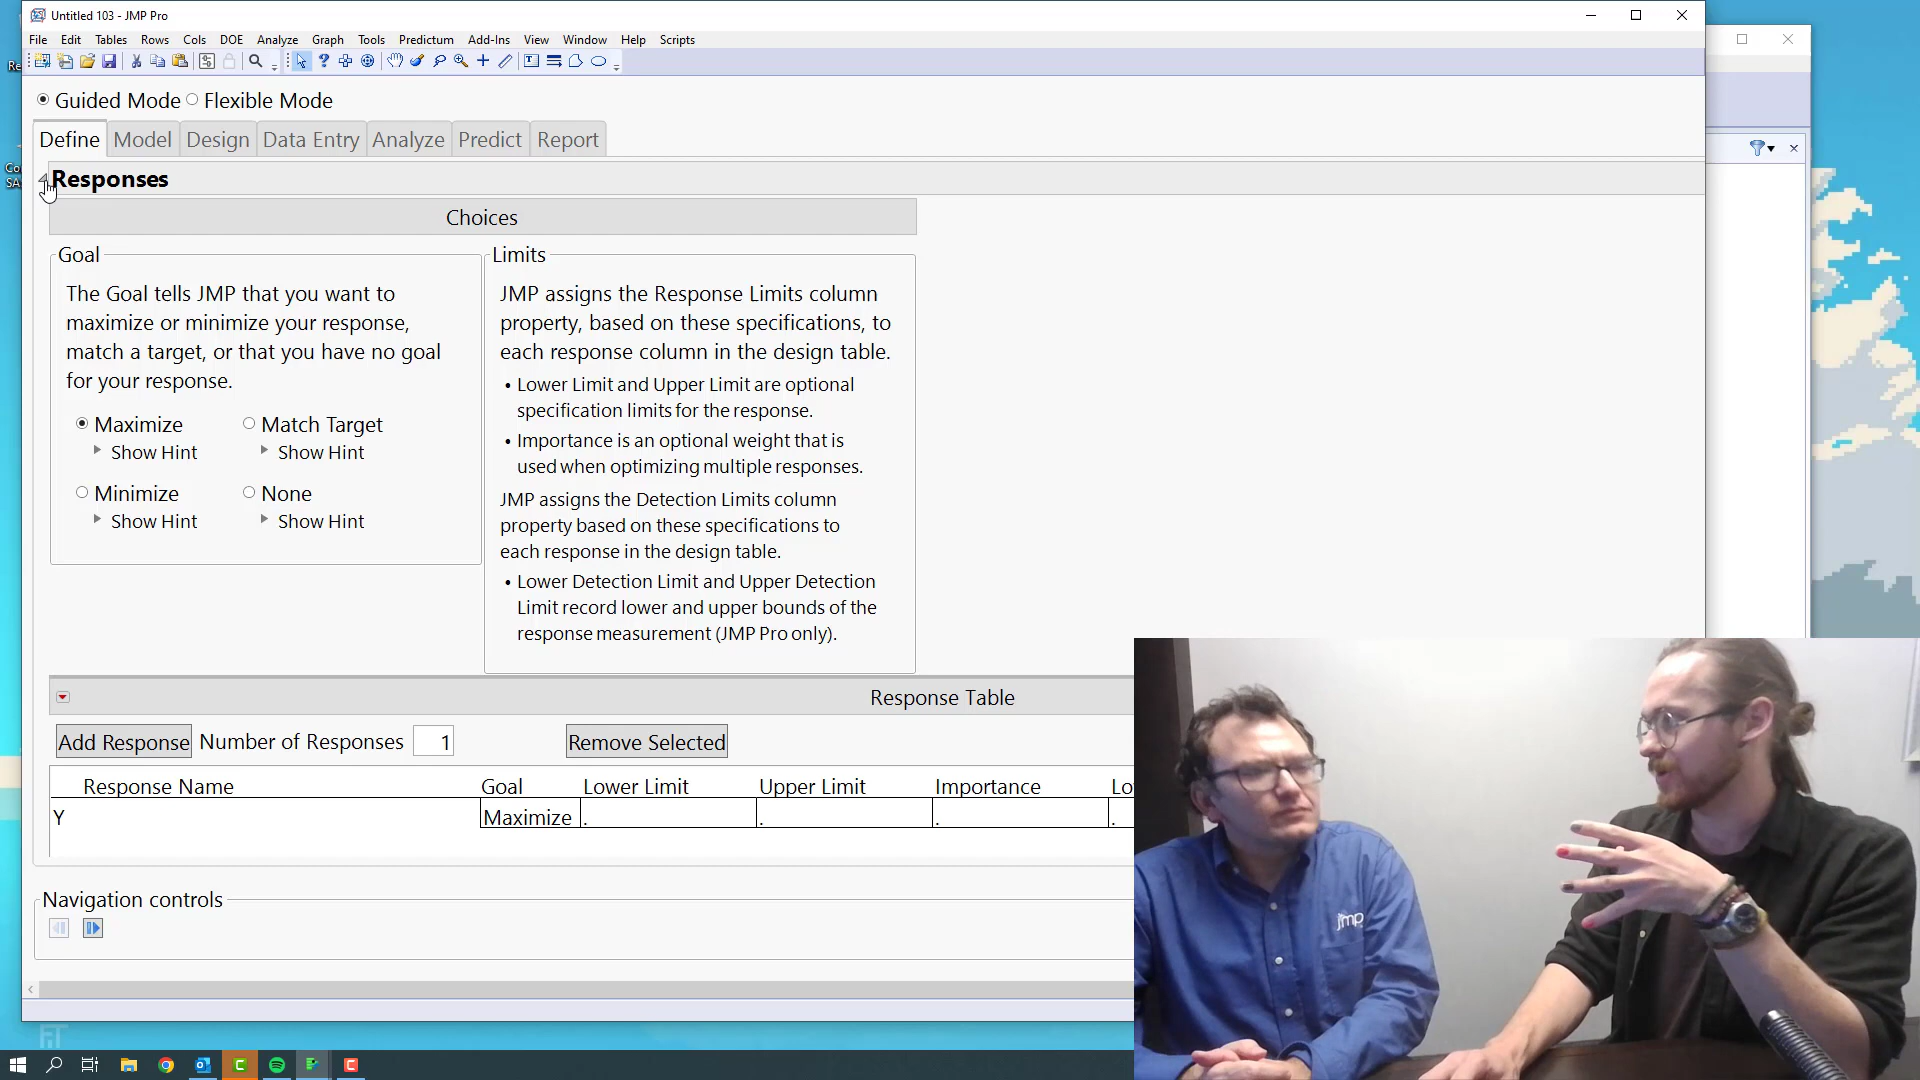 Untitled 103 - JMP Pro
File Edit Tables Rows Cols DOE Analyze Graph Tools Predictum Add-Ins View Window Help Scripts
Guided Mode Flexible Mode
Define Model Design Data Entry Analyze Predict Report
Responses
Choices
Goal
The Goal tells JMP that you want to
maximize or minimize your response,
match a target, or that you have no goal
for your response.
Maximize Match Target
Show Hint Show Hint
Minimize None
Show Hint Show Hint
Limits
JMP assigns the Response Limits column
property, based on these specifications, to
each response column in the design table.
• Lower Limit and Upper Limit are optional
specification limits for the response.
• Importance is an optional weight that is
used when optimizing multiple responses.
JMP assigns the Detection Limits column
property based on these specifications to
each response in the design table.
• Lower Detection Limit and Upper Detection
Limit record lower and upper bounds of the
response measurement (JMP Pro only).
Response Table
Add Response Number of Responses 1 Remove Selected
Response Name Goal Lower Limit Upper Limit Importance Lo
Y Maximize . . . .
Navigation controls
Re
Co
SA
jmp